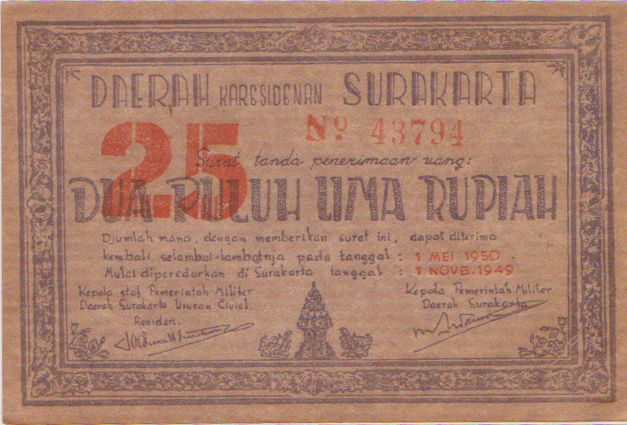 DAERAH KARESIDENAN SURAKARTA
Nº 43794
25
Surat tanda penerimaan uang:
DUA PULUH LIMA RUPIAH
Djumlah mana, dengan memberikan surat ini, dapat diterima
kembali selambat-lambatnja pada tanggal : 1 MEI 1950.
Mulai diperedarkan di Surakarta tanggal : 1 NOVB. 1949
Kepala staf Pemerintah Militer
Daerah Surakarta Urusan Civiel.
Residen.
Kepala Pemerintah Militer
Daerah Surakarta